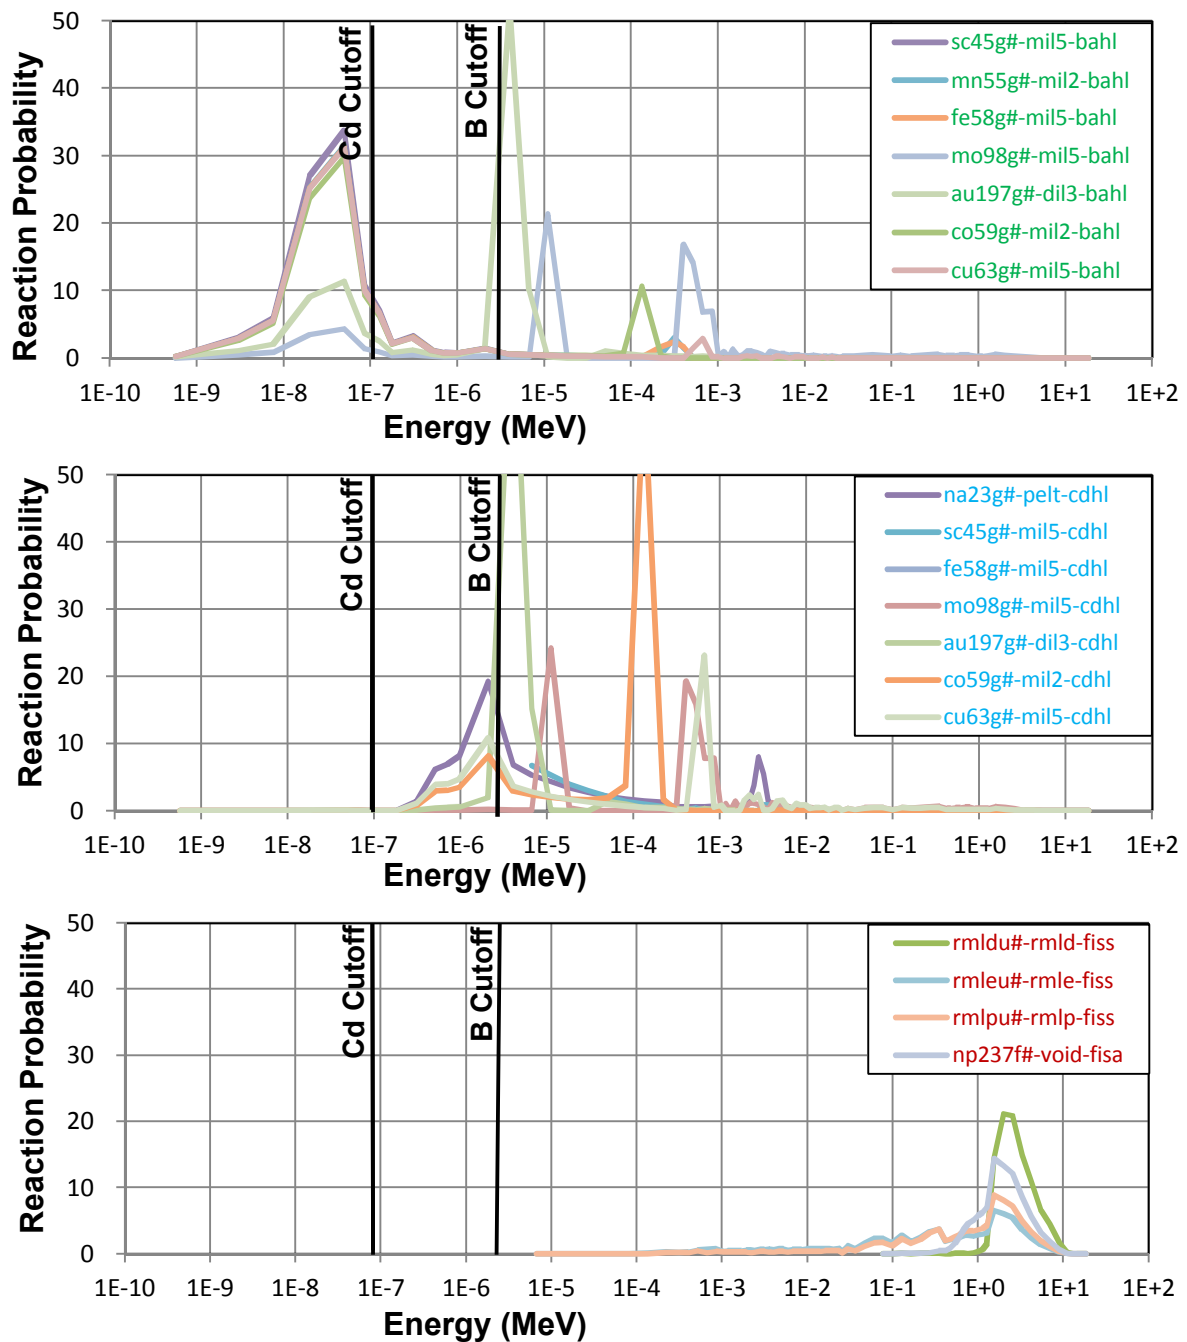 50
40
30
20
10
0
Reaction Probability
Cd Cutoff
B Cutoff
sc45g#-mil5-bahl
mn55g#-mil2-bahl
fe58g#-mil5-bahl
mo98g#-mil5-bahl
au197g#-dil3-bahl
co59g#-mil2-bahl
cu63g#-mil5-bahl
1E-10 1E-9 1E-8 1E-7 1E-6 1E-5 1E-4 1E-3 1E-2 1E-1 1E+0 1E+1 1E+2
Energy (MeV)
50
40
30
20
10
0
Reaction Probability
Cd Cutoff
B Cutoff
na23g#-pelt-cdhl
sc45g#-mil5-cdhl
fe58g#-mil5-cdhl
mo98g#-mil5-cdhl
au197g#-dil3-cdhl
co59g#-mil2-cdhl
cu63g#-mil5-cdhl
1E-10 1E-9 1E-8 1E-7 1E-6 1E-5 1E-4 1E-3 1E-2 1E-1 1E+0 1E+1 1E+2
Energy (MeV)
50
40
30
20
10
0
Reaction Probability
Cd Cutoff
B Cutoff
rmldu#-rmld-fiss
rmleu#-rmle-fiss
rmlpu#-rmlp-fiss
np237f#-void-fisa
1E-10 1E-9 1E-8 1E-7 1E-6 1E-5 1E-4 1E-3 1E-2 1E-1 1E+0 1E+1 1E+2
Energy (MeV)